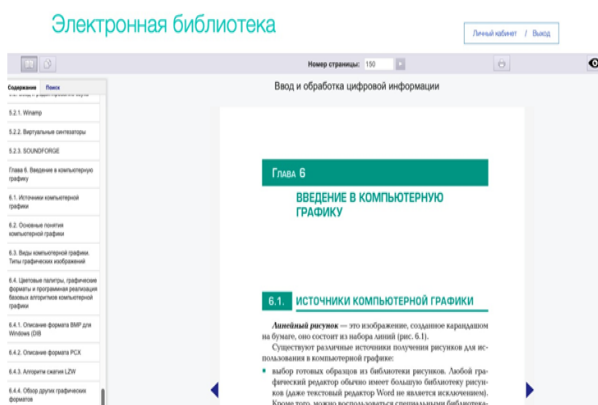 Электронная библиотека
Личный кабинет / Выход
Номер страницы: 150
Содержание Поиск
Ввод и обработка цифровой информации
5.2.1. Winamp
5.2.2. Виртуальные синтезаторы
5.2.3. SOUNDFORGE
Глава 6. Введение в компьютерную
графику
6.1. Источники компьютерной
графики
6.2. Основные понятия
компьютерной графики
6.3. Виды компьютерной графики.
Типы графических изображений
6.4. Цветовые палитры, графические
форматы и программная реализация
базовых алгоритмов компьютерной
графики
6.4.1. Описание формата BMP для
Windows (DIB
6.4.2. Описание формата PCX
6.4.3. Алгоритм сжатия LZW
6.4.4. Обзор других графических
форматов
Глава 6
ВВЕДЕНИЕ В КОМПЬЮТЕРНУЮ
ГРАФИКУ
6.1. ИСТОЧНИКИ КОМПЬЮТЕРНОЙ ГРАФИКИ
Линейный рисунок — это изображение, созданное карандашом
на бумаге, оно состоит из набора линий (рис. 6.1).
Существуют различные источники получения рисунков для ис-
пользования в компьютерной графике:
• выбор готовых образцов из библиотеки рисунков. Любой гра-
фический редактор обычно имеет большую библиотеку рисун-
ков (даже текстовый редактор Word не является исключением).
Кроме того, можно воспользоваться специальными библиотека-